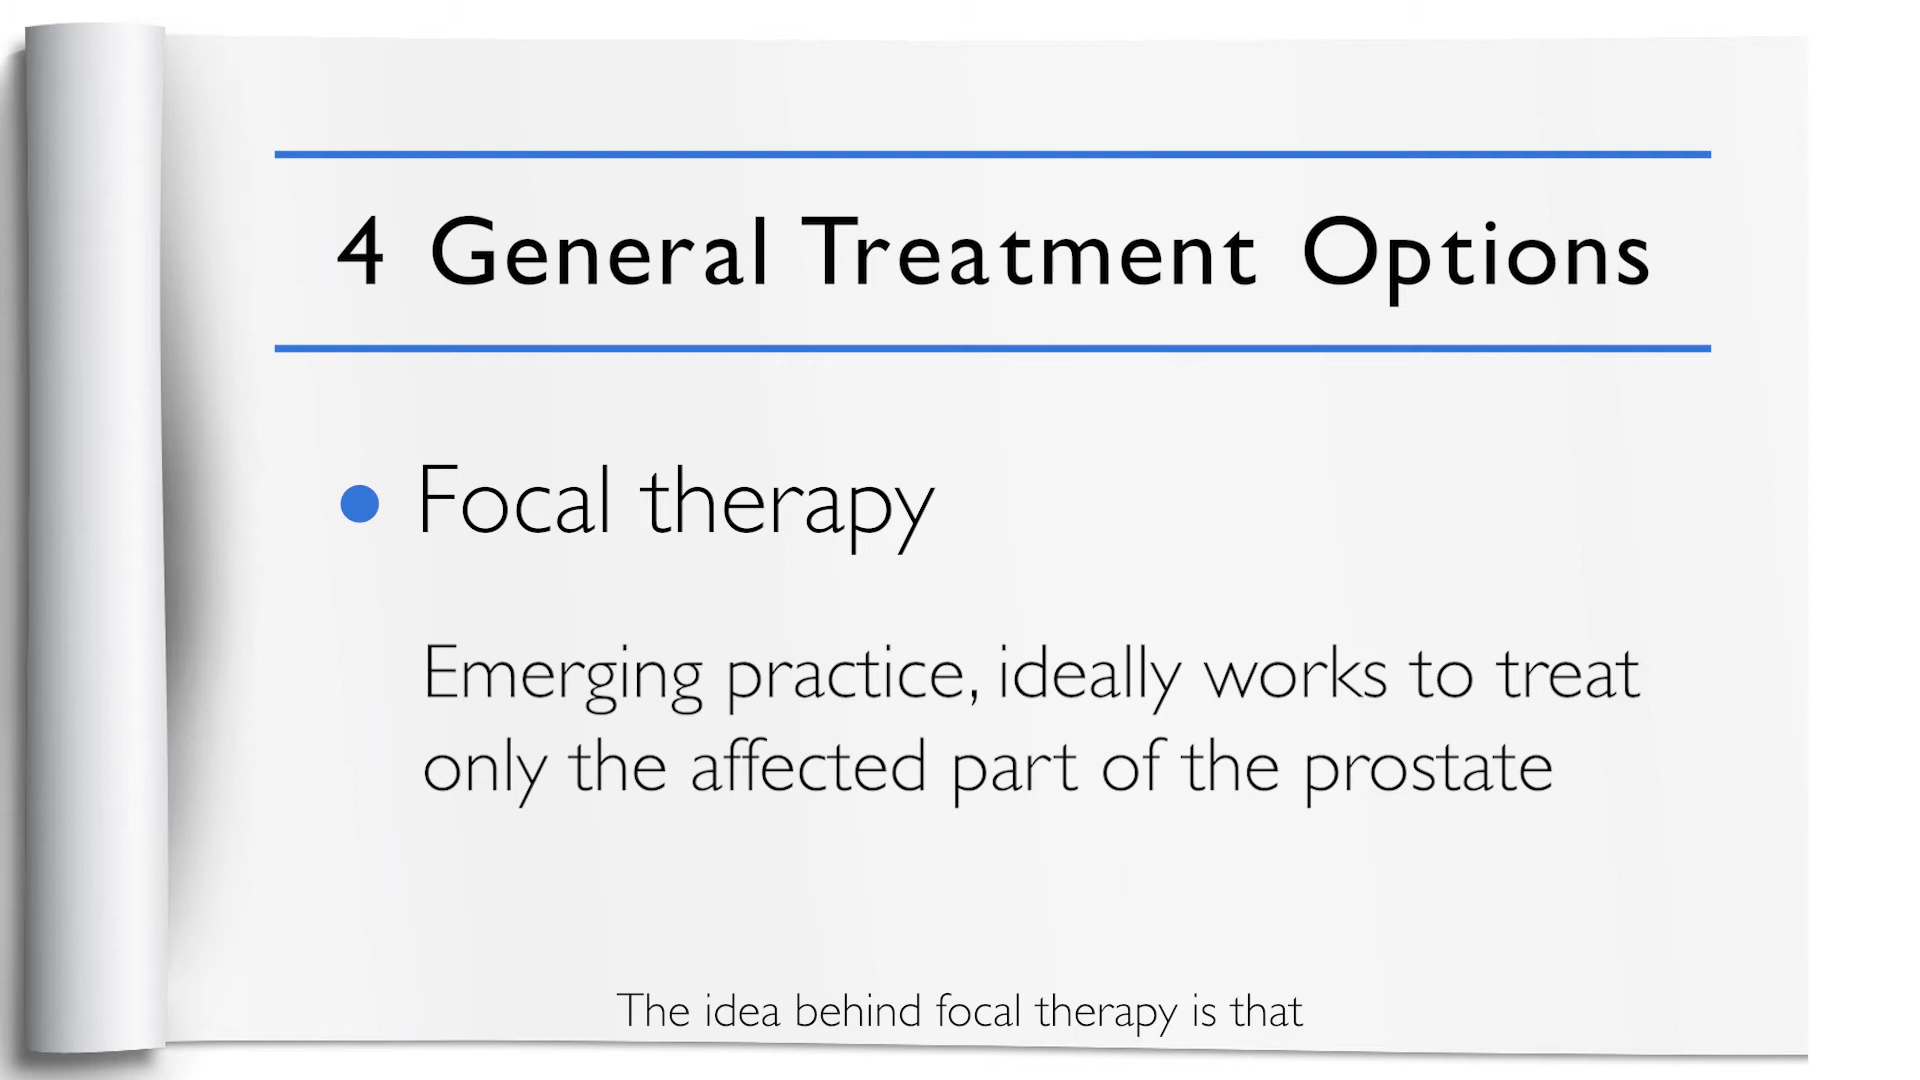 4 General Treatment Options
• Focal therapy
Emerging practice, ideally works to treat
only the affected part of the prostate
The idea behind focal therapy is that